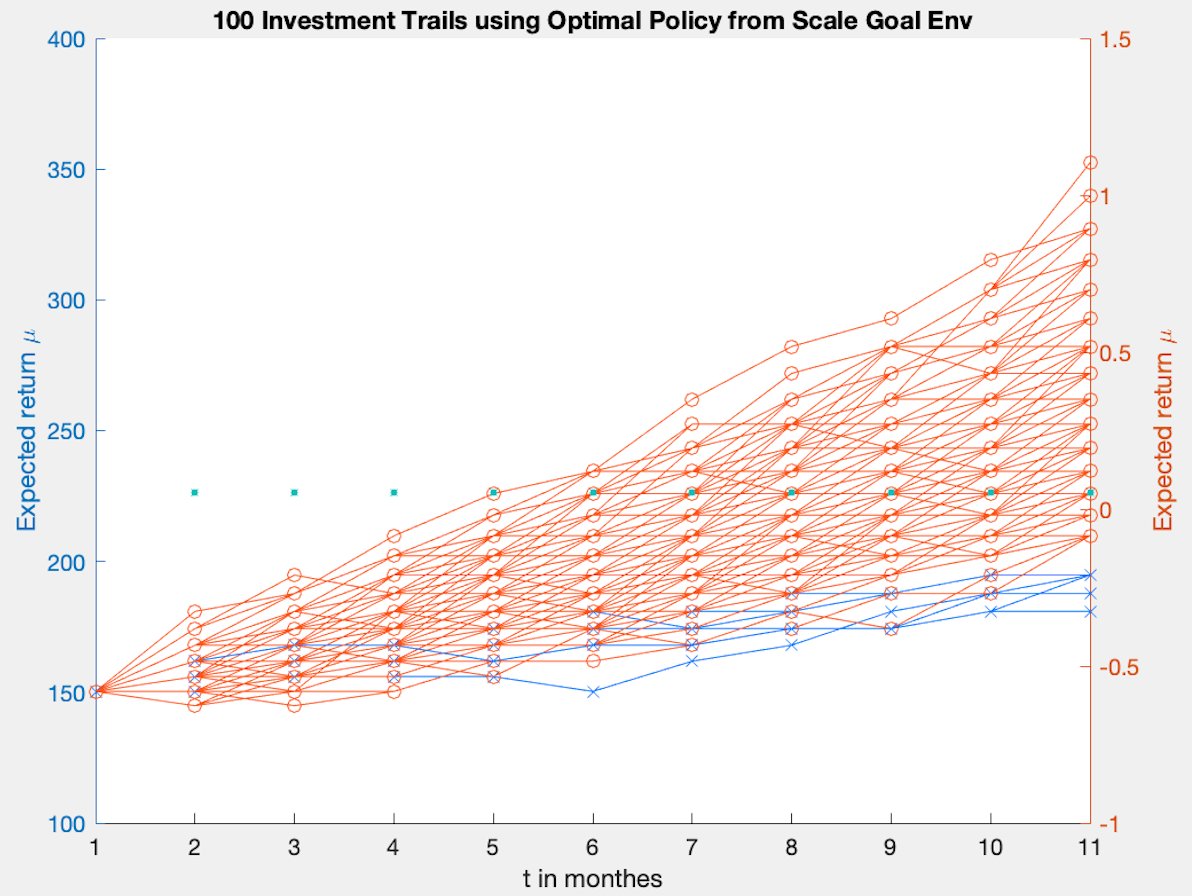 100 Investment Trails using Optimal Policy from Scale Goal Env
400
350
300
250
200
150
100
Expected return μ
1.5
1
0.5
0
-0.5
-1
Expected return μ
1 2 3 4 5 6 7 8 9 10 11
t in monthes